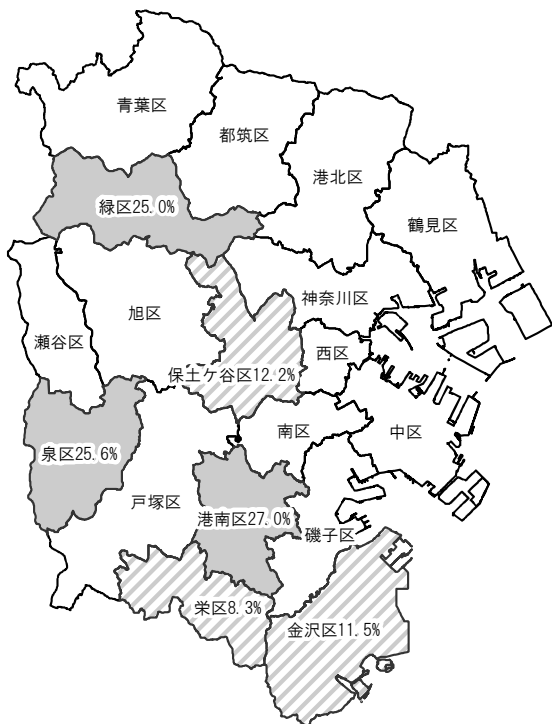 青葉区
都筑区
港北区
緑区25.0%
鶴見区
神奈川区
旭区
瀬谷区
西区
保土ケ谷区12.2%
南区
中区
泉区25.6%
戸塚区
港南区27.0%
磯子区
栄区8.3%
金沢区11.5%